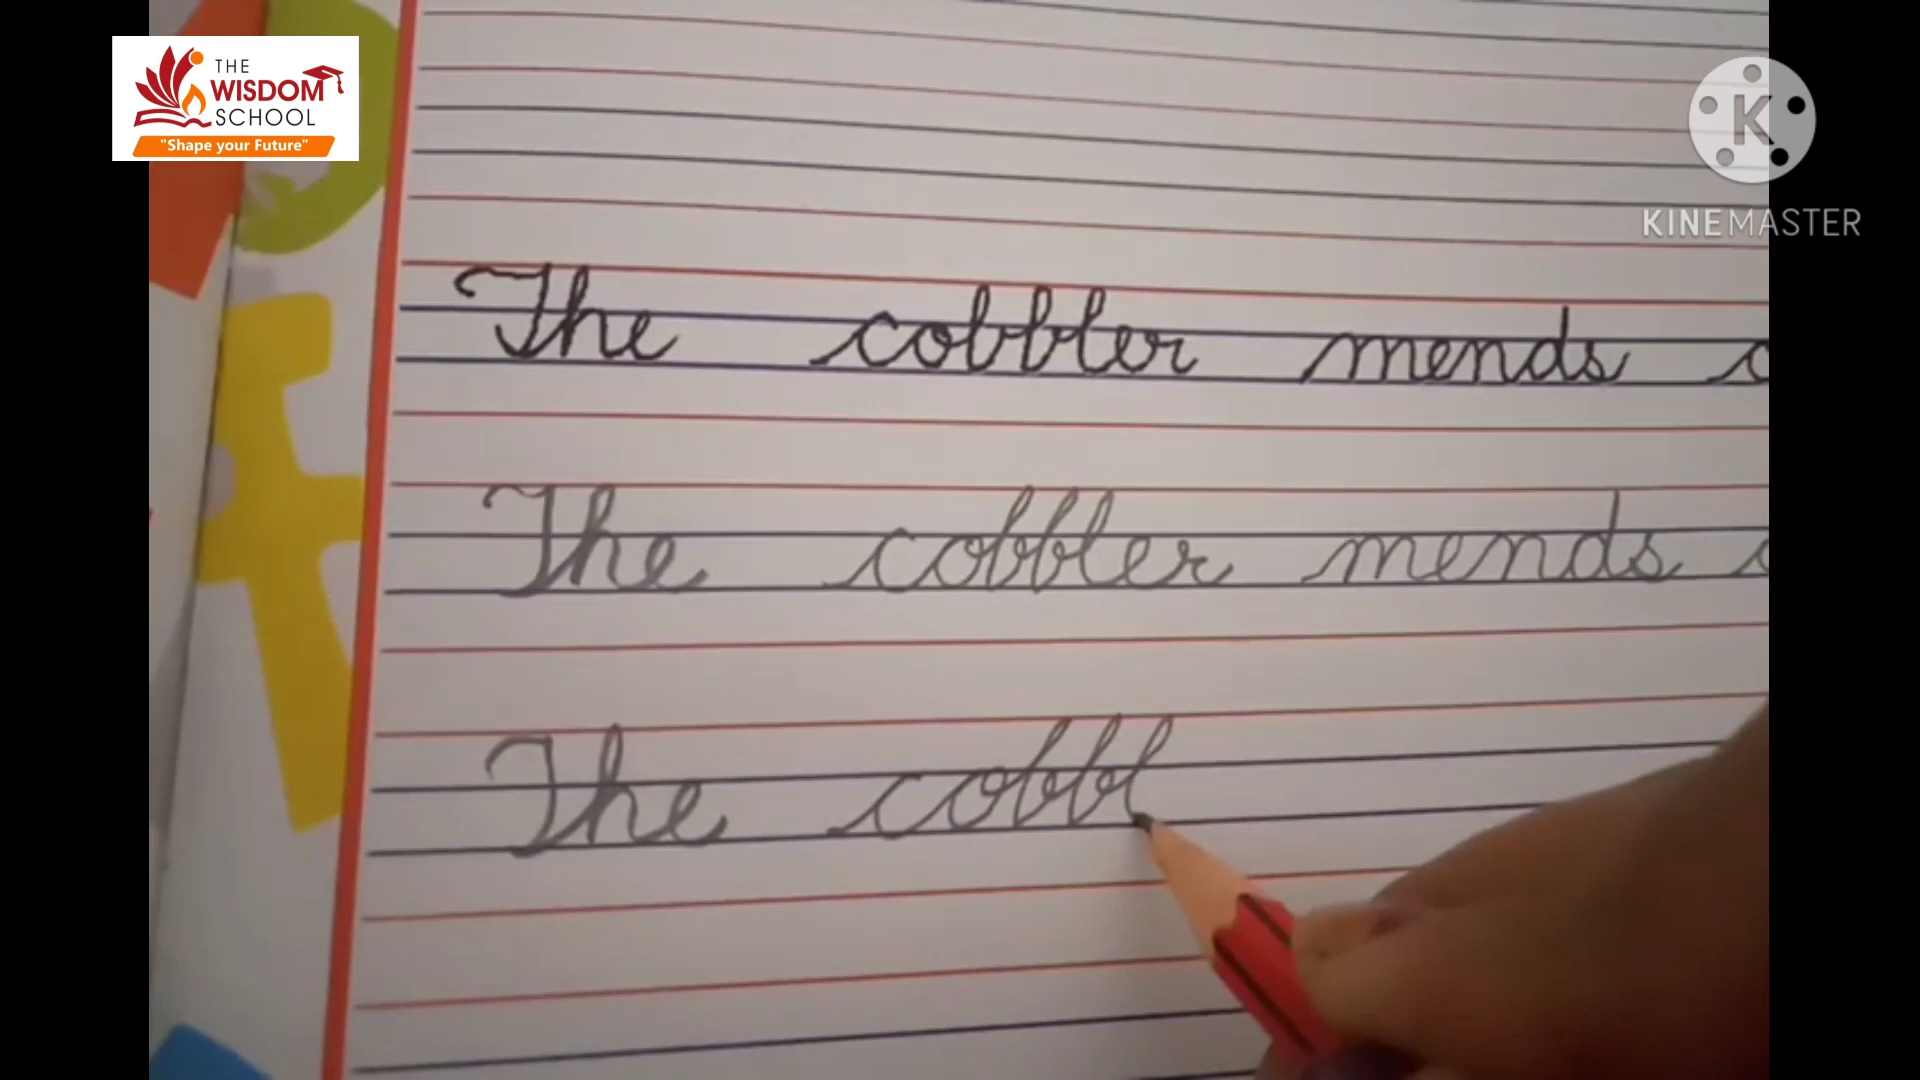 THE
WISDOM
SCHOOL
"Shape your Future"
K
KINEMASTER
The cobbler mends
The cobbler mends
The cobbl